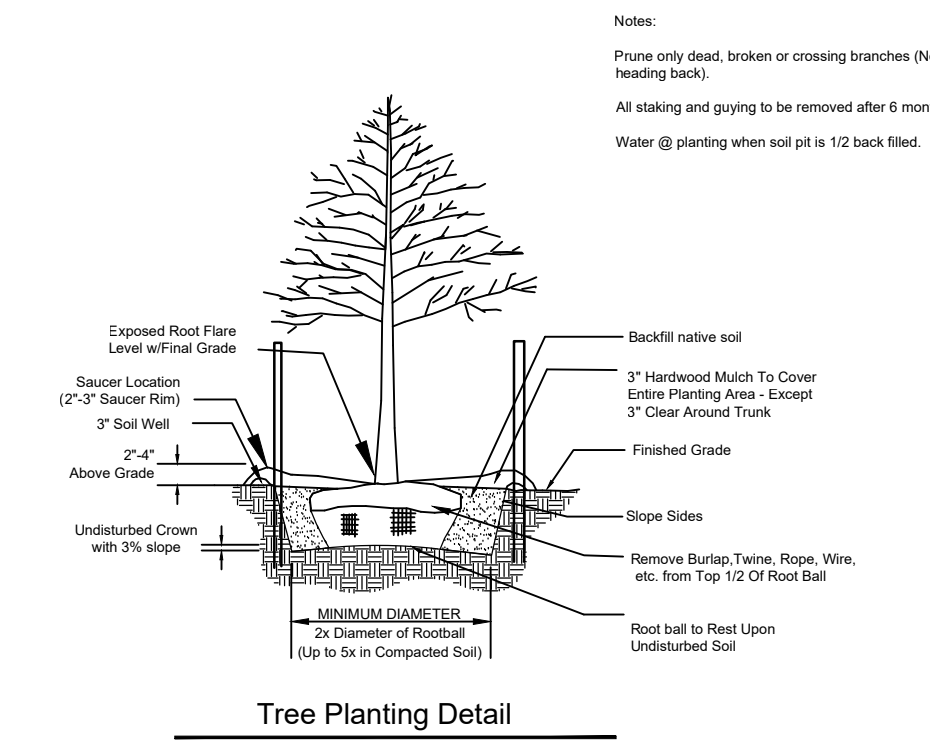 Notes:
Prune only dead, broken or crossing branches
heading back).
All staking and guying to be removed after 6
Water @ planting when soil pit is 1/2 back filled.
Exposed Root Flare
Level w/Final Grade
Saucer Location
(2"-3" Saucer Rim)
3" Soil Well
2"-4"
Above Grade
Undisturbed Crown
with 3% slope
Backfill native soil
3" Hardwood Mulch To Cover
Entire Planting Area - Except
3" Clear Around Trunk
Finished Grade
Slope Sides
Remove Burlap,Twine, Rope, Wire,
etc. from Top 1/2 Of Root Ball
Root ball to Rest Upon
Undisturbed Soil
MINIMUM DIAMETER
2x Diameter of Rootball
(Up to 5x in Compacted Soil)
Tree Planting Detail